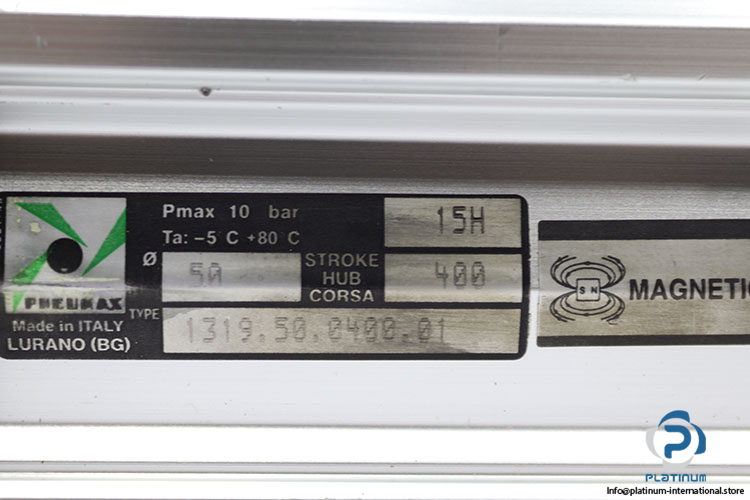 Pmax 10 bar
15H
Ta: -5°C +80°C
Ø 50
STROKE
HUB
CORSA
400
PNEUMAX
Made in ITALY
LURANO (BG)
TYPE
1319.50.0400.01
S N
MAGNETIC
PLATINUM
Info@platinum-international.store